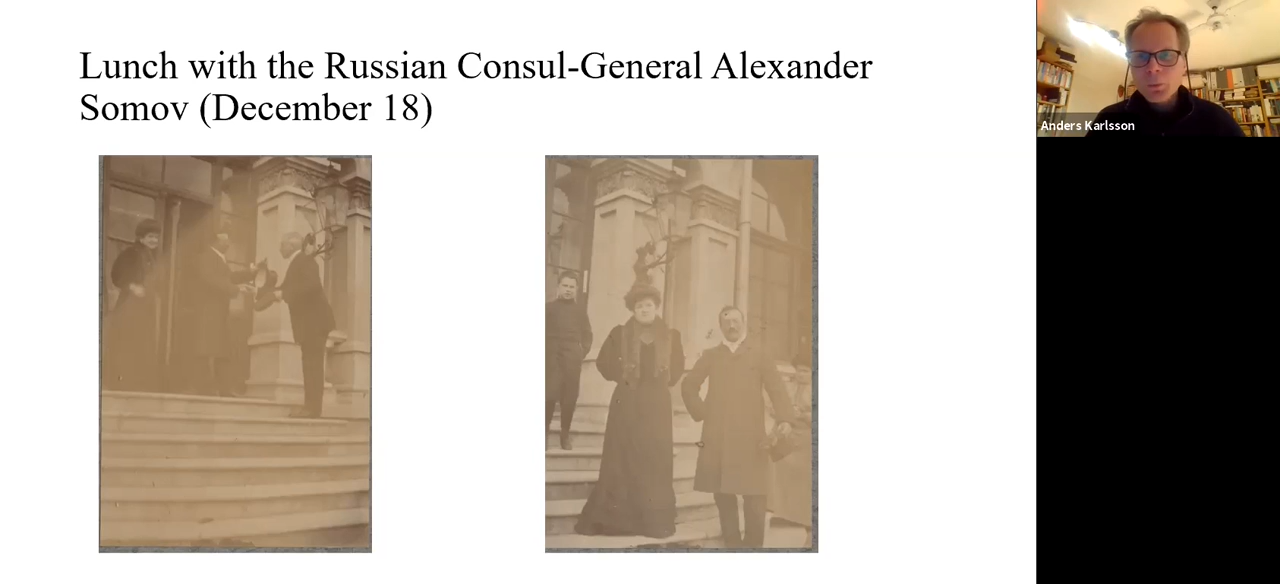 Lunch with the Russian Consul-General Alexander
Somov (December 18)
Anders Karlsson